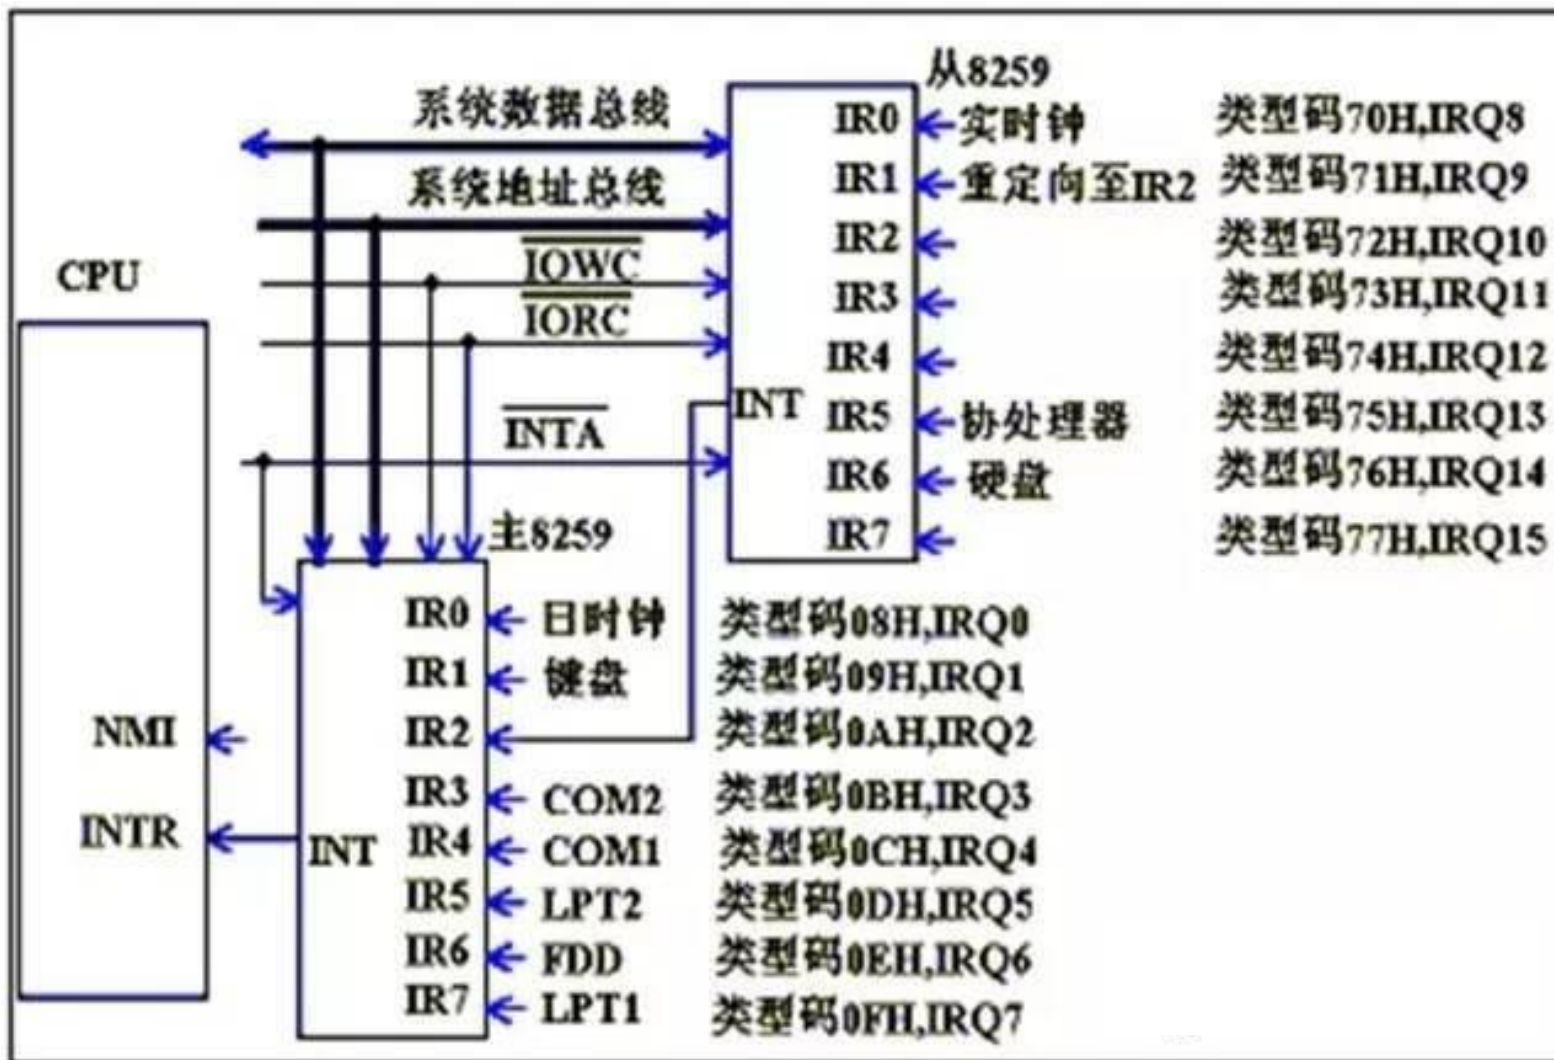 从8259
系统数据总线
IR0 实时钟 类型码70H,IRQ8
系统地址总线
IR1 重定向至IR2 类型码71H,IRQ9
IR2 类型码72H,IRQ10
IOWC
CPU
IR3 类型码73H,IRQ11
IORC
IR4 类型码74H,IRQ12
INT
INTA
IR5 协处理器 类型码75H,IRQ13
IR6 硬盘 类型码76H,IRQ14
主8259
IR7 类型码77H,IRQ15
IR0 日时钟 类型码08H,IRQ0
IR1 键盘 类型码09H,IRQ1
NMI
IR2 类型码0AH,IRQ2
IR3 COM2 类型码0BH,IRQ3
INTR
INT
IR4 COM1 类型码0CH,IRQ4
IR5 LPT2 类型码0DH,IRQ5
IR6 FDD 类型码0EH,IRQ6
IR7 LPT1 类型码0FH,IRQ7